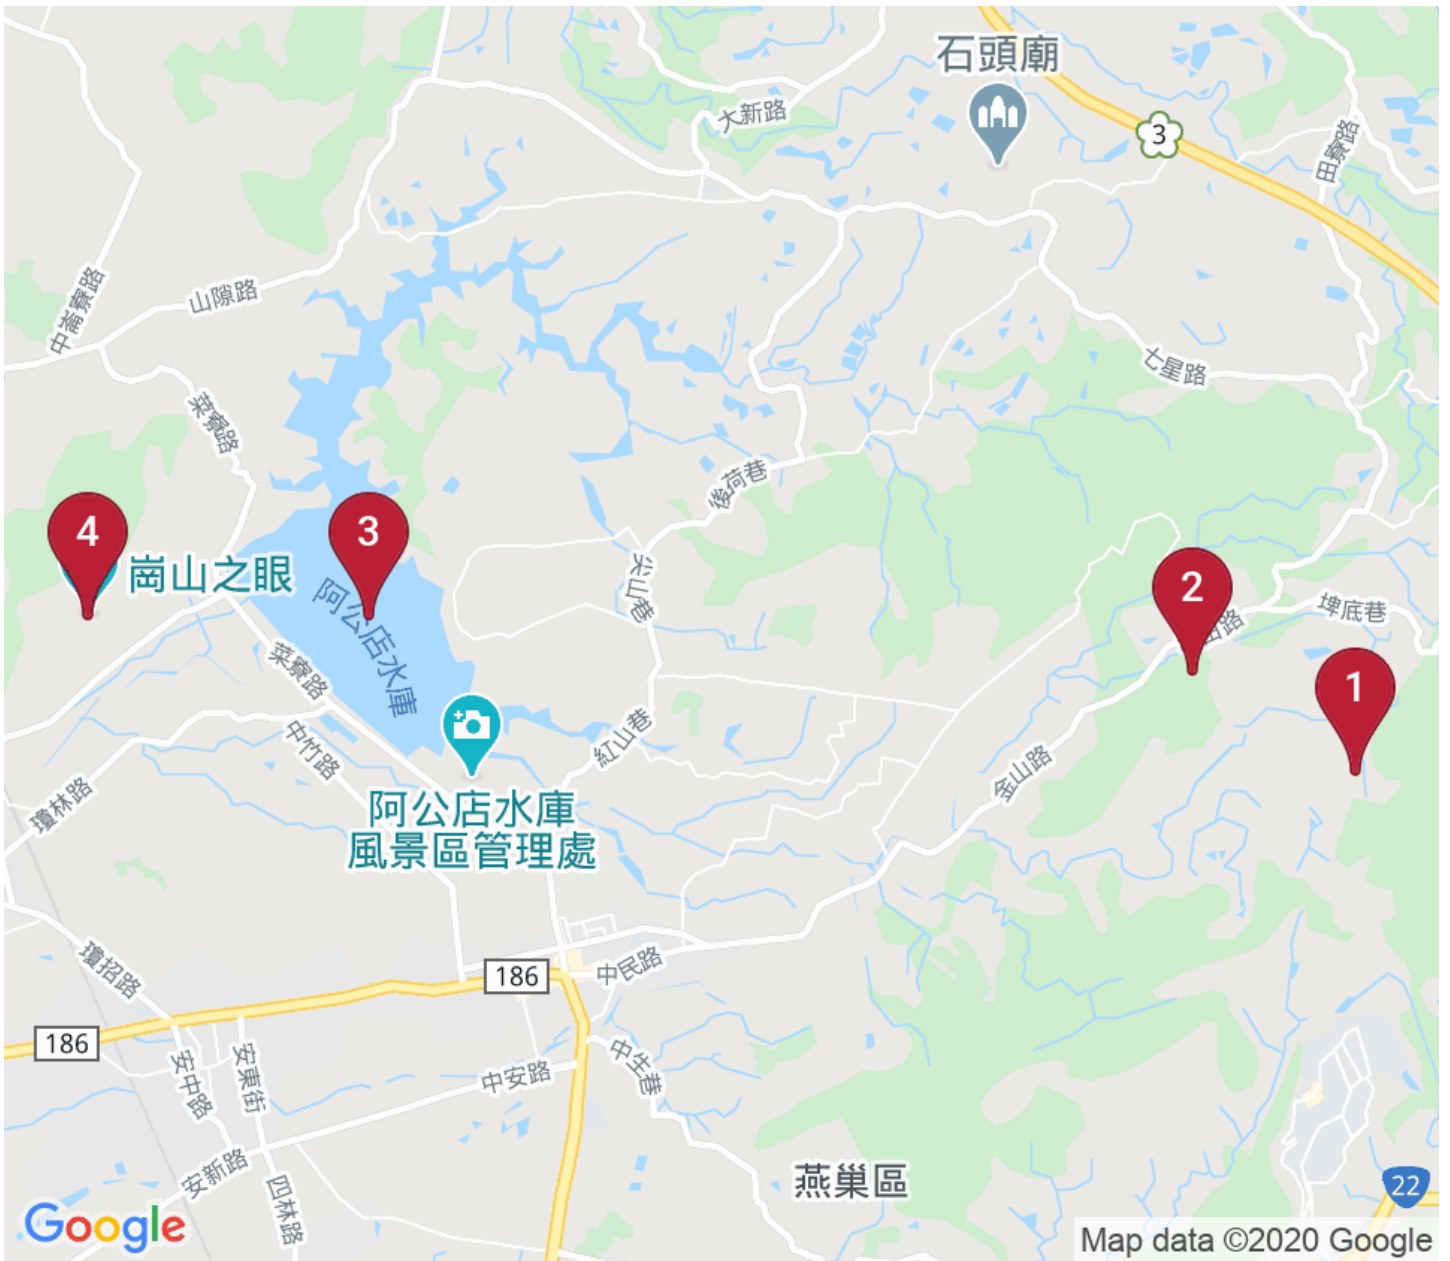 石頭廟
大新路
3
田寮路
山隙路
中崙寮路
七星路
菜寮路
後荷巷
4
3
崗山之眼
阿公店水庫
尖山巷
2
田路
埤底巷
1
菜寮路
中竹路
紅山巷
金山路
瓊林路
阿公店水庫
風景區管理處
瓊招路
186
中民路
186
安中路
安東街
中安路
中生巷
安新路
四林路
燕巢區
22
Google
Map data ©2020 Google